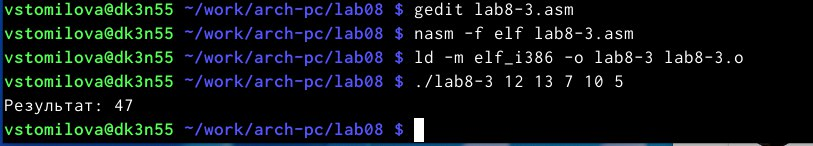 vstomilova@dk3n55 ~/work/arch-pc/lab08 $ gedit lab8-3.asm
vstomilova@dk3n55 ~/work/arch-pc/lab08 $ nasm -f elf lab8-3.asm
vstomilova@dk3n55 ~/work/arch-pc/lab08 $ ld -m elf_i386 -o lab8-3 lab8-3.o
vstomilova@dk3n55 ~/work/arch-pc/lab08 $ ./lab8-3 12 13 7 10 5
Результат: 47
vstomilova@dk3n55 ~/work/arch-pc/lab08 $